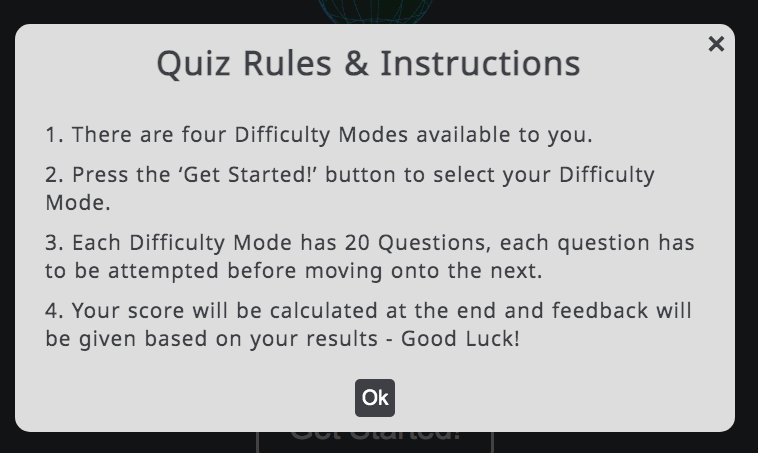 ×
Quiz Rules & Instructions
1. There are four Difficulty Modes available to you.
2. Press the ‘Get Started!’ button to select your Difficulty
Mode.
3. Each Difficulty Mode has 20 Questions, each question has
to be attempted before moving onto the next.
4. Your score will be calculated at the end and feedback will
be given based on your results - Good Luck!
Ok
Get Started!